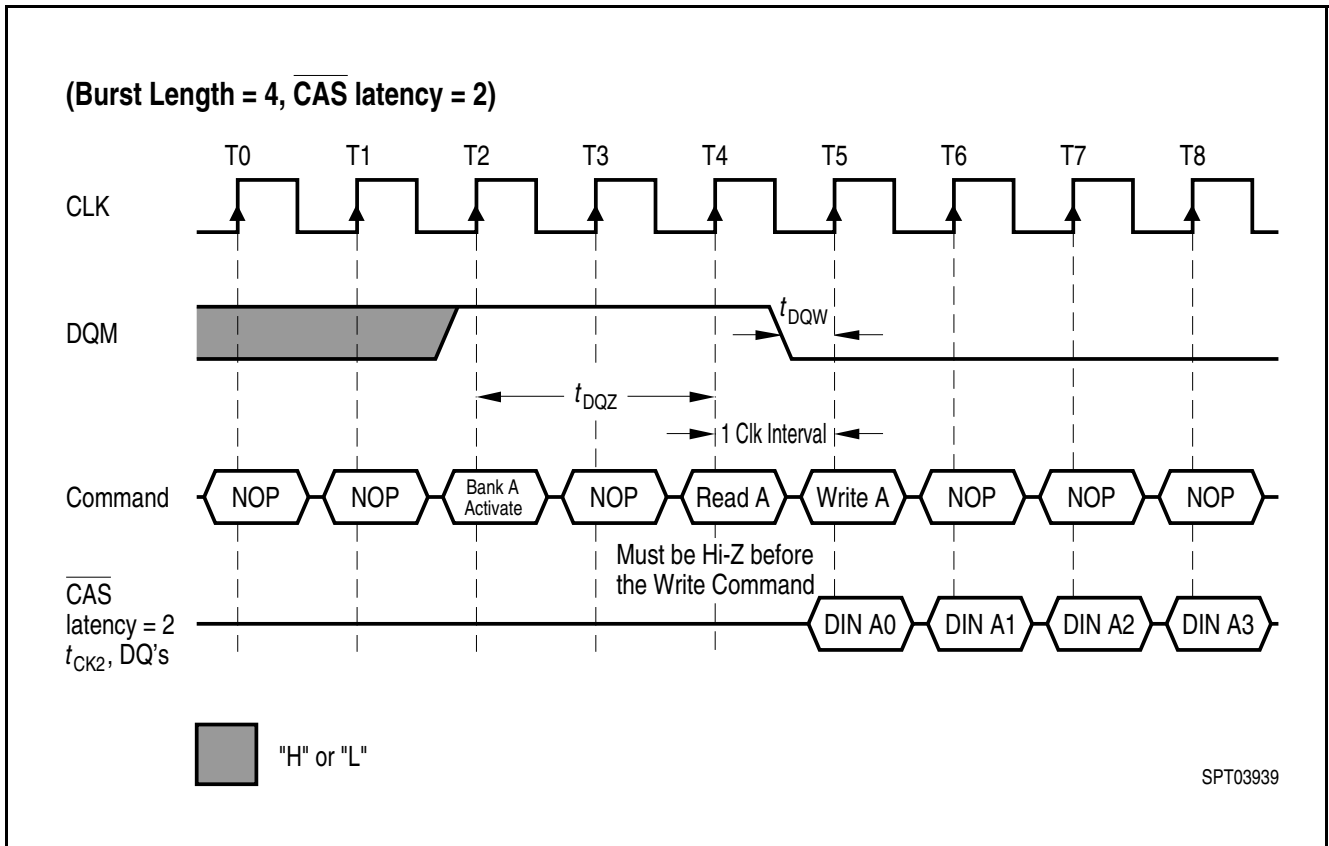 (Burst Length = 4, CAS latency = 2)
T0 T1 T2 T3 T4 T5 T6 T7 T8
CLK
DQM
tDQW
tDQZ
1 Clk Interval
Command NOP NOP Bank A Activate NOP Read A Write A NOP NOP NOP
Must be Hi-Z before
the Write Command
CAS
latency = 2
tCK2, DQ's
DIN A0 DIN A1 DIN A2 DIN A3
"H" or "L"
SPT03939